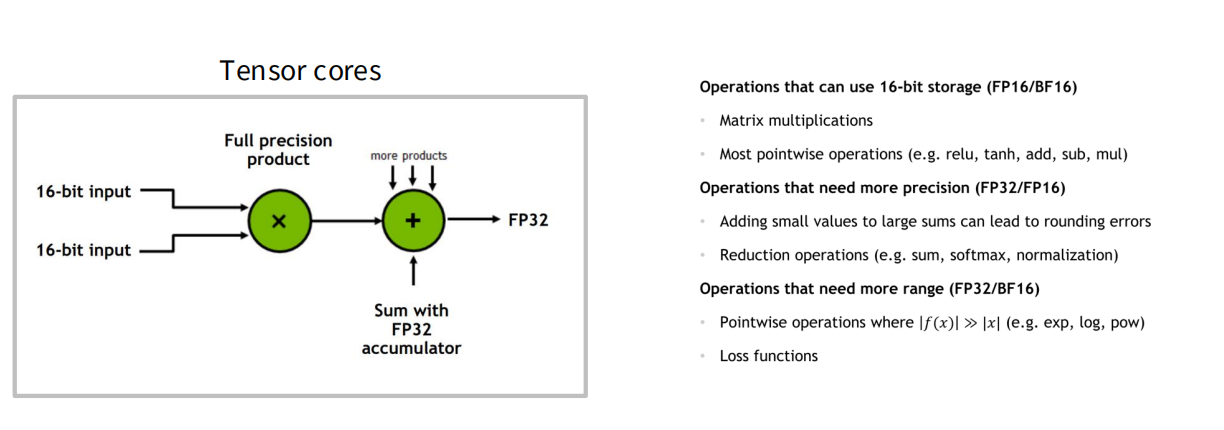 Tensor cores
Full precision
product
more products
16-bit input
16-bit input
×
+
FP32
Sum with
FP32
accumulator
Operations that can use 16-bit storage (FP16/BF16)
• Matrix multiplications
• Most pointwise operations (e.g. relu, tanh, add, sub, mul)
Operations that need more precision (FP32/FP16)
• Adding small values to large sums can lead to rounding errors
• Reduction operations (e.g. sum, softmax, normalization)
Operations that need more range (FP32/BF16)
• Pointwise operations where |𝑓(𝑥)| ≫ |𝑥| (e.g. exp, log, pow)
• Loss functions